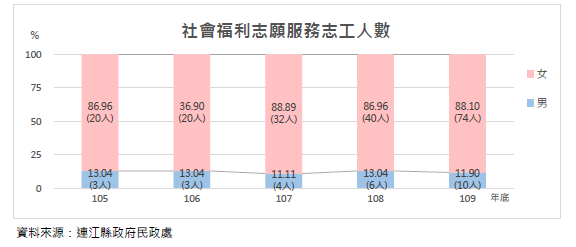 社會福利志願服務志工人數
%
100
75
50
25
0
86.96 36.90 88.89 86.96 88.10
(20人) (20人) (32人) (40人) (74人)
13.04 13.04 11.11 13.04 11.90
(3人) (3人) (4人) (6人) (10人)
105 106 107 108 109 年底
女
男
資料來源：連江縣政府民政處